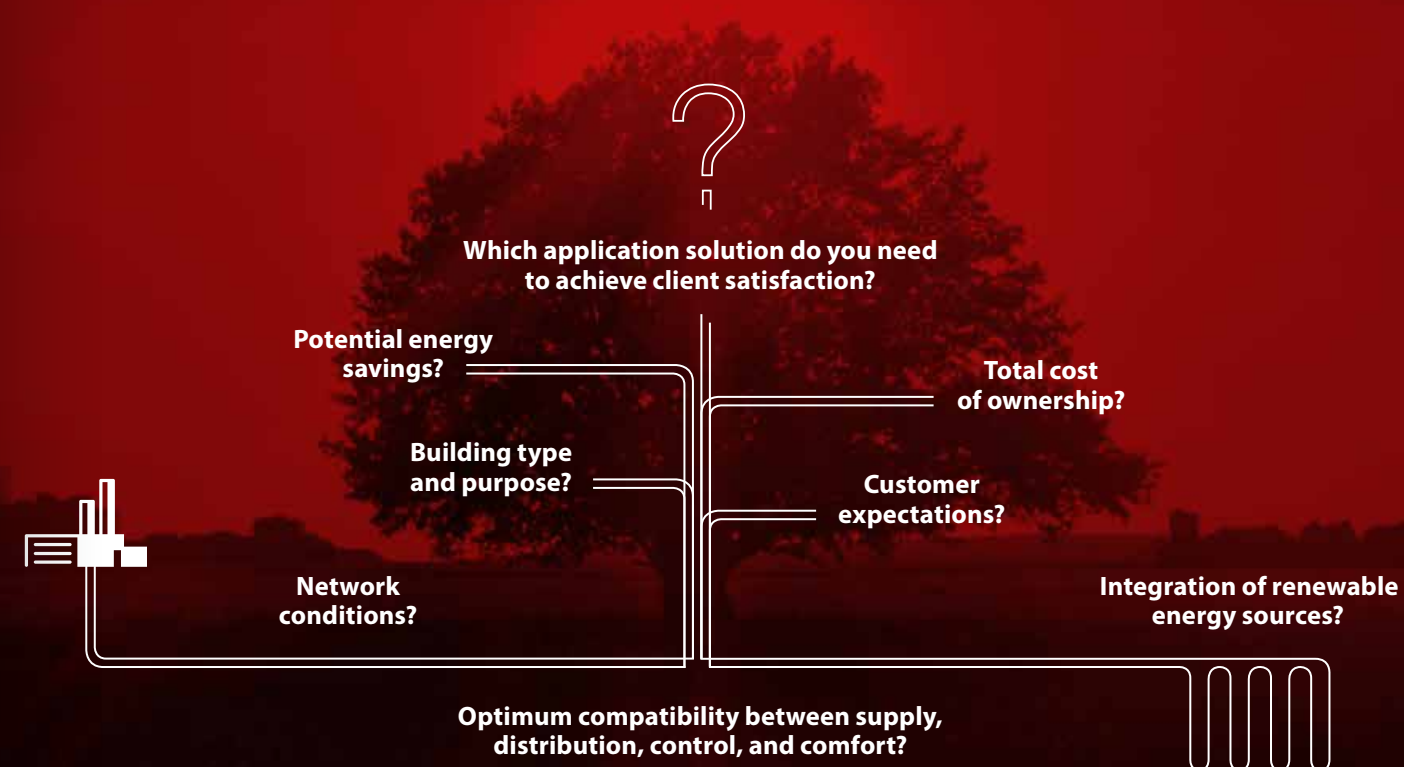 ?
Which application solution do you need
to achieve client satisfaction?
Potential energy
savings?
Total cost
of ownership?
Building type
and purpose?
Customer
expectations?
Network
conditions?
Integration of renewable
energy sources?
Optimum compatibility between supply,
distribution, control, and comfort?